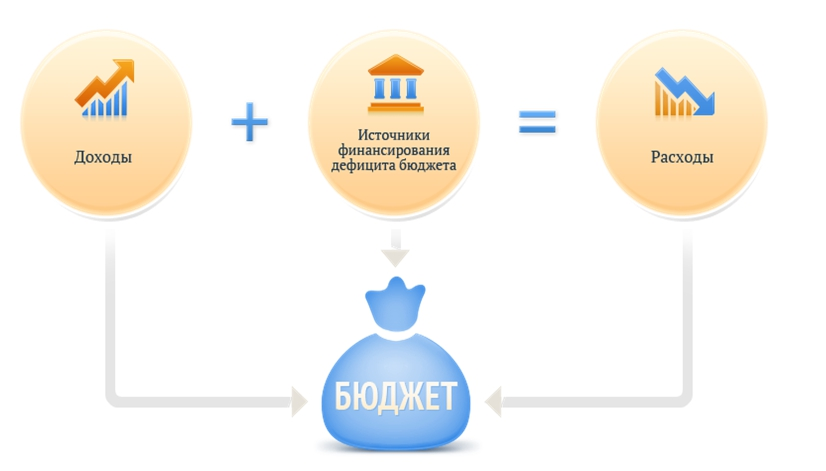 Доходы
+
Источники
финансирования
дефицита бюджета
=
Расходы
БЮДЖЕТ